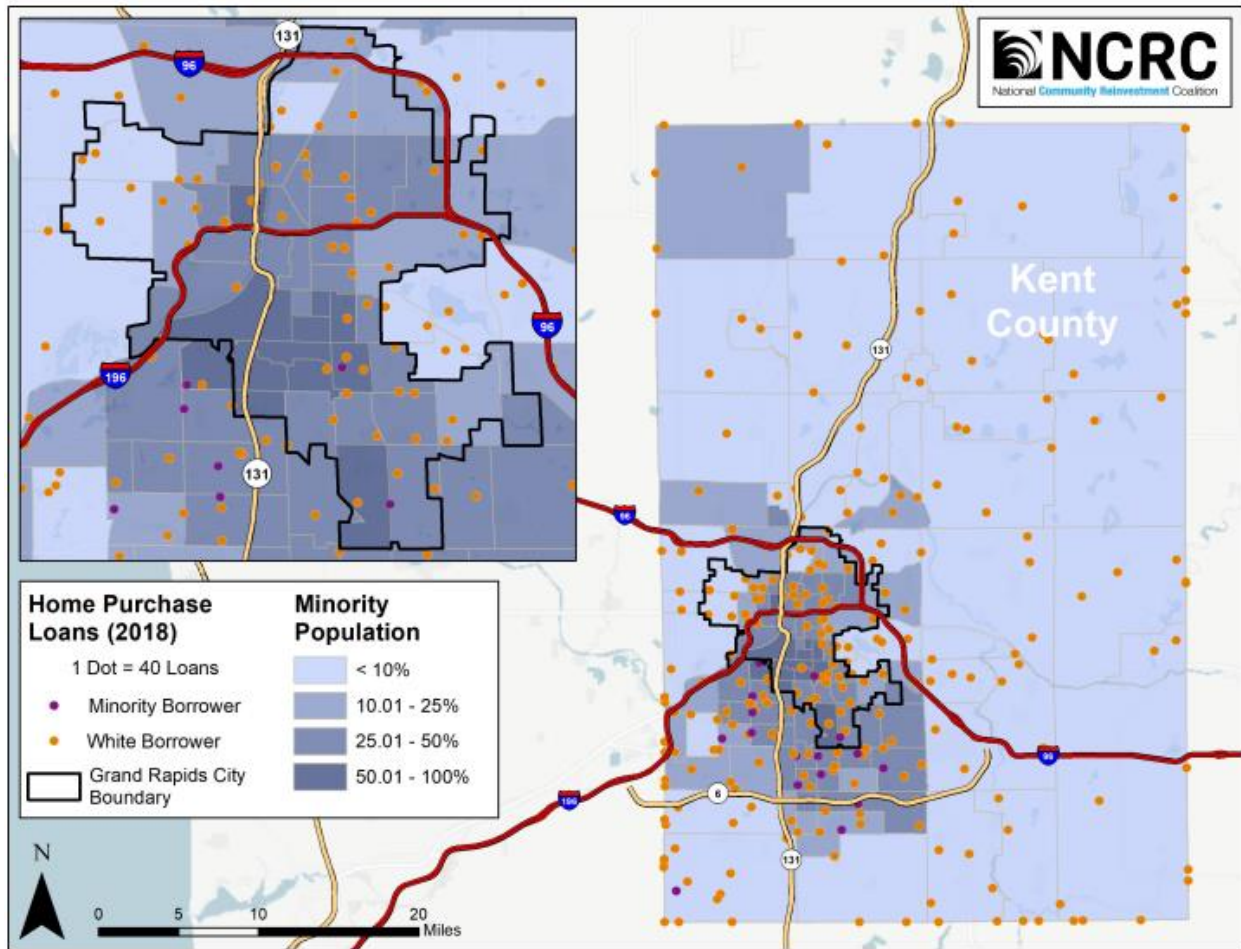 131
96
96
196
131
NCRC
National Community Reinvestment Coalition
Kent
County
131
96
96
196
6
131
Home Purchase
Loans (2018)
1 Dot = 40 Loans
Minority Borrower
White Borrower
Grand Rapids City
Boundary
Minority
Population
< 10%
10.01 - 25%
25.01 - 50%
50.01 - 100%
N
0 5 10 20
Miles